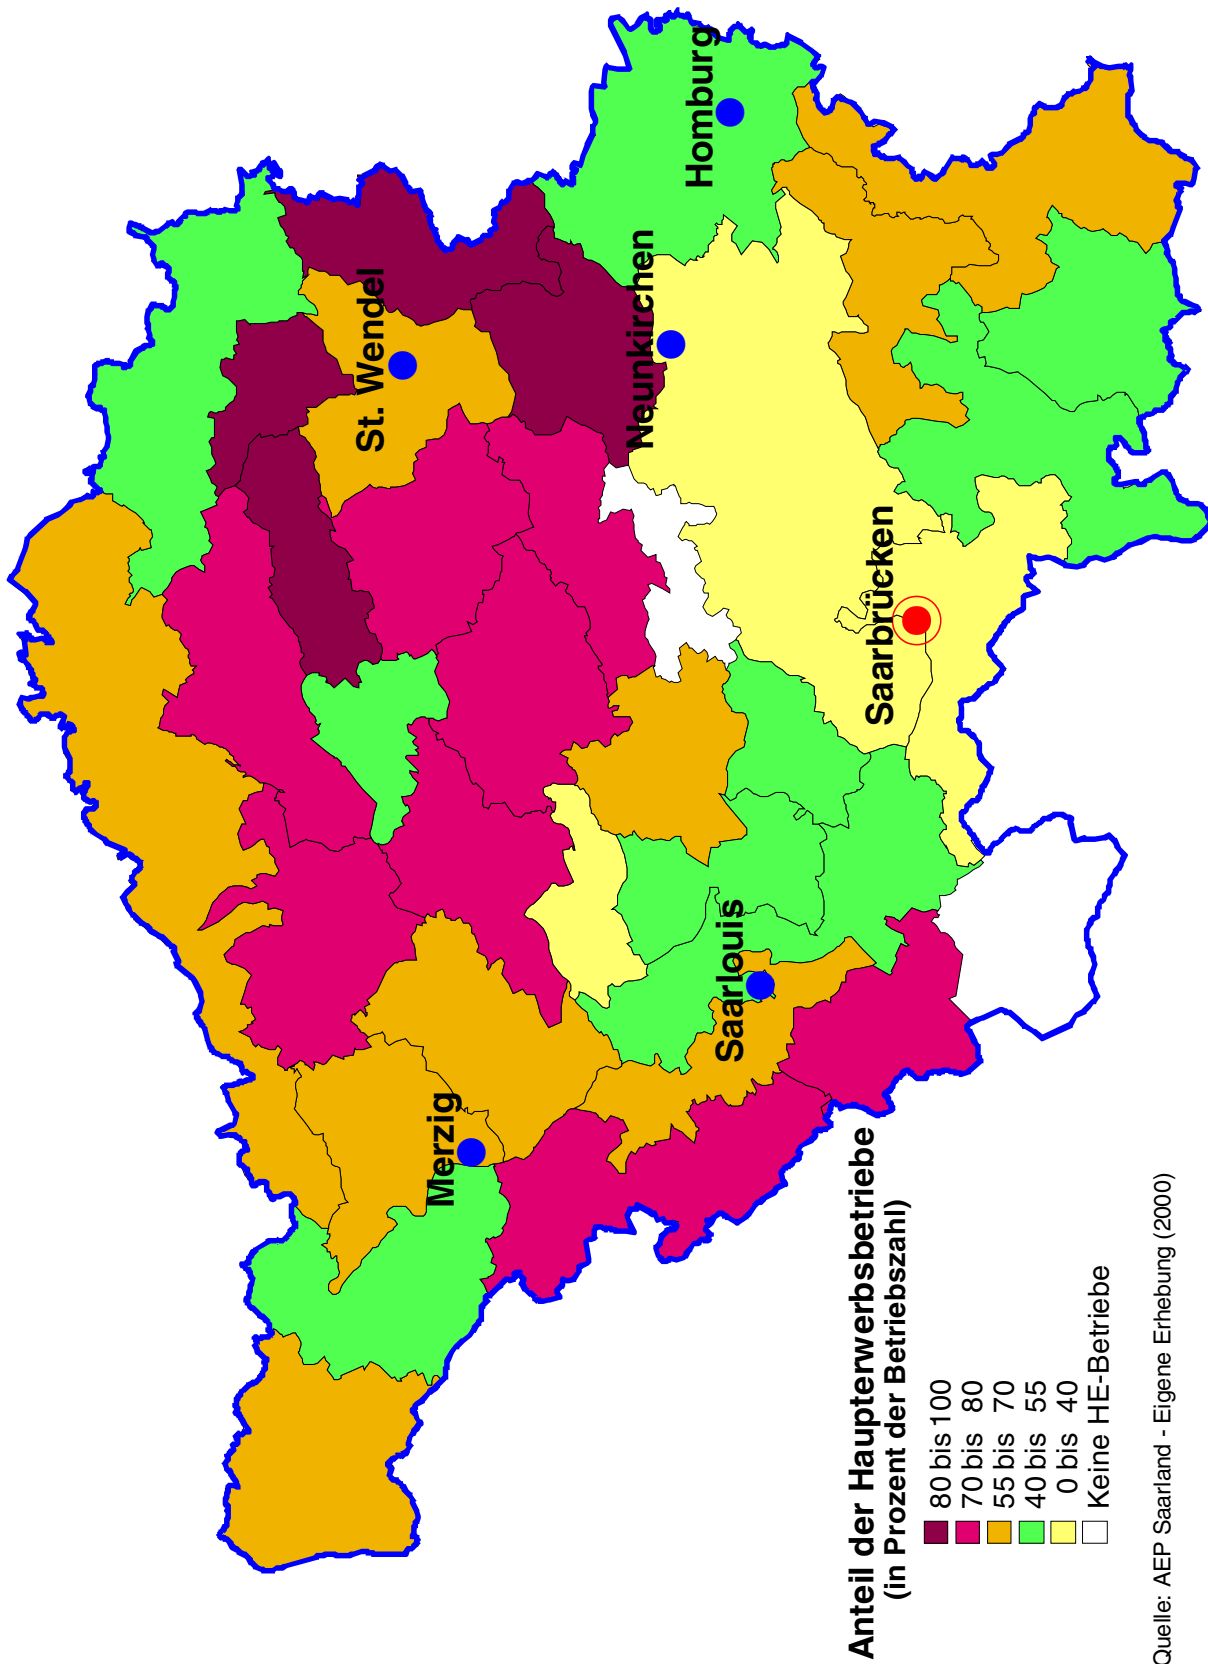 St. Wendel
Merzig
Neunkirchen
Homburg
Saarlouis
Saarbrücken
Anteil der Haupterwerbsbetriebe
(in Prozent der Betriebszahl)
80 bis 100
70 bis 80
55 bis 70
40 bis 55
0 bis 40
Keine HE-Betriebe
Quelle: AEP Saarland - Eigene Erhebung (2000)